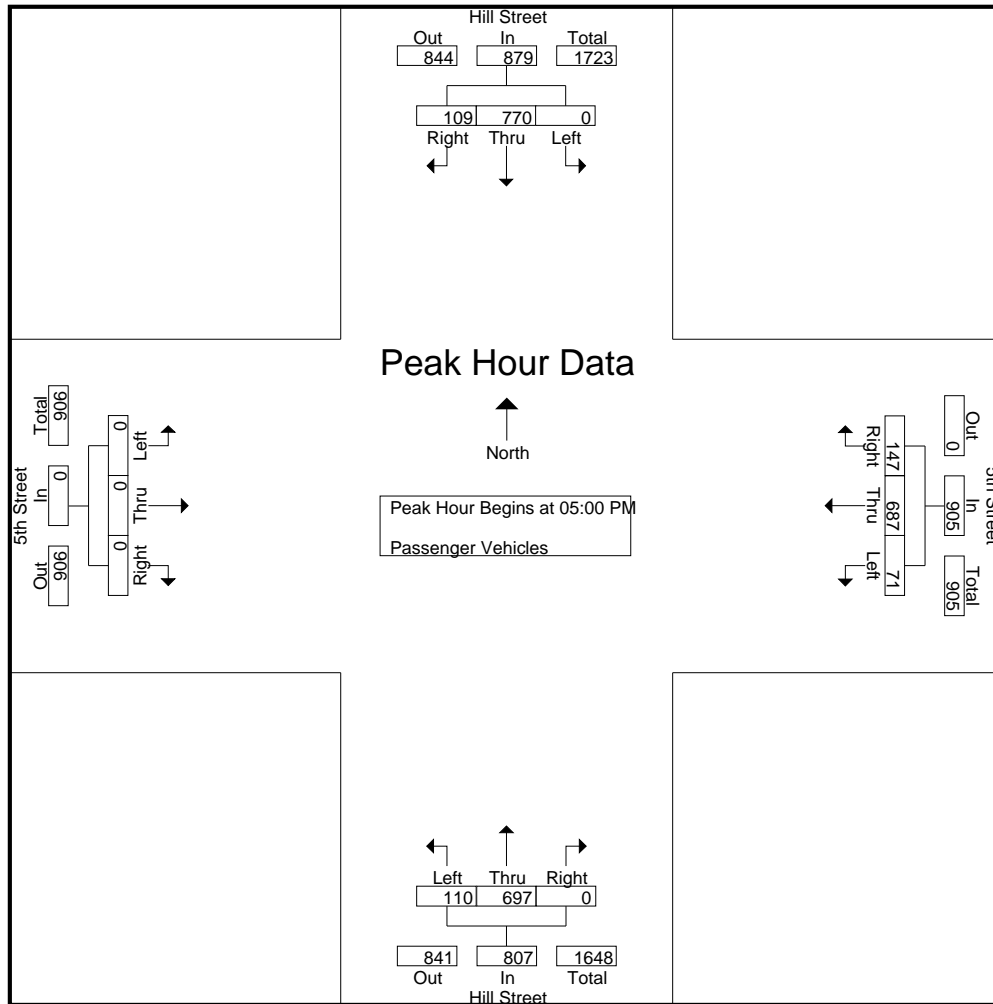 Hill Street
Out In Total
844 879 1723
109 770 0
Right Thru Left
Peak Hour Data
North
Peak Hour Begins at 05:00 PM
Passenger Vehicles
5th Street
Total In Out
906 0 906
0 0 0
Left Thru Right
Right Thru Left
147 687 71
0 905 905
Out In Total
5th Street
Left Thru Right
110 697 0
841 807 1648
Out In Total
Hill Street